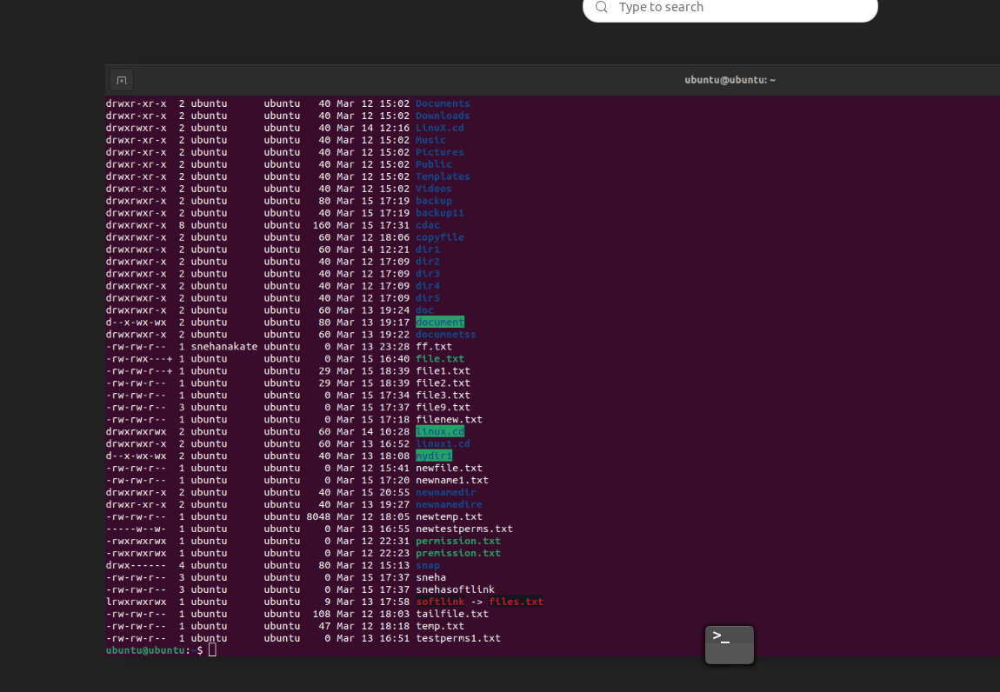 Type to search
ubuntu@ubuntu: ~
drwxr-xr-x  2 ubuntu      ubuntu   40 Mar 12 15:02 Documents
drwxr-xr-x  2 ubuntu      ubuntu   40 Mar 12 15:02 Downloads
drwxrwxr-x  2 ubuntu      ubuntu   40 Mar 14 12:16 LinuX.cd
drwxr-xr-x  2 ubuntu      ubuntu   40 Mar 12 15:02 Music
drwxr-xr-x  2 ubuntu      ubuntu   40 Mar 12 15:02 Pictures
drwxr-xr-x  2 ubuntu      ubuntu   40 Mar 12 15:02 Public
drwxr-xr-x  2 ubuntu      ubuntu   40 Mar 12 15:02 Templates
drwxr-xr-x  2 ubuntu      ubuntu   40 Mar 12 15:02 Videos
drwxrwxr-x  2 ubuntu      ubuntu   80 Mar 15 17:19 backup
drwxrwxr-x  2 ubuntu      ubuntu   40 Mar 15 17:19 backup11
drwxrwxr-x  8 ubuntu      ubuntu  160 Mar 15 17:31 cdac
drwxrwxr-x  2 ubuntu      ubuntu   60 Mar 12 18:06 copyfile
drwxrwxr-x  2 ubuntu      ubuntu   60 Mar 14 12:21 dir1
drwxrwxr-x  2 ubuntu      ubuntu   40 Mar 12 17:09 dir2
drwxrwxr-x  2 ubuntu      ubuntu   40 Mar 12 17:09 dir3
drwxrwxr-x  2 ubuntu      ubuntu   40 Mar 12 17:09 dir4
drwxrwxr-x  2 ubuntu      ubuntu   40 Mar 12 17:09 dir5
drwxrwxr-x  2 ubuntu      ubuntu   60 Mar 13 19:24 doc
d--x-wx-wx  2 ubuntu      ubuntu   80 Mar 13 19:17 document
drwxrwxr-x  2 ubuntu      ubuntu   60 Mar 13 19:22 documnetss
-rw-rw-r--  1 snehanakate ubuntu    0 Mar 13 23:28 ff.txt
-rw-rwx---+ 1 ubuntu      ubuntu    0 Mar 15 16:40 file.txt
-rw-rw-r--+ 1 ubuntu      ubuntu   29 Mar 15 18:39 file1.txt
-rw-rw-r--  1 ubuntu      ubuntu   29 Mar 15 18:39 file2.txt
-rw-rw-r--  1 ubuntu      ubuntu    0 Mar 15 17:34 file3.txt
-rw-rw-r--  3 ubuntu      ubuntu    0 Mar 15 17:37 file9.txt
-rw-rw-r--  1 ubuntu      ubuntu    0 Mar 15 17:18 filenew.txt
drwxrwxrwx  2 ubuntu      ubuntu   60 Mar 14 10:28 linux.cd
drwxrwxr-x  2 ubuntu      ubuntu   60 Mar 13 16:52 linux1.cd
d--x-wx-wx  2 ubuntu      ubuntu   40 Mar 13 18:08 mydir1
-rw-rw-r--  1 ubuntu      ubuntu    0 Mar 12 15:41 newfile.txt
-rw-rw-r--  1 ubuntu      ubuntu    0 Mar 15 17:20 newname1.txt
drwxrwxr-x  2 ubuntu      ubuntu   40 Mar 15 20:55 newnamedir
drwxr-xr-x  2 ubuntu      ubuntu   40 Mar 13 19:27 newnamedire
-rw-rw-r--  1 ubuntu      ubuntu 8048 Mar 12 18:05 newtemp.txt
-----w--w-  1 ubuntu      ubuntu    0 Mar 13 16:55 newtestperms.txt
-rwxrwxrwx  1 ubuntu      ubuntu    0 Mar 12 22:31 permission.txt
-rwxrwxrwx  1 ubuntu      ubuntu    0 Mar 12 22:23 premission.txt
drwx------  4 ubuntu      ubuntu   80 Mar 12 15:13 snap
-rw-rw-r--  3 ubuntu      ubuntu    0 Mar 15 17:37 sneha
-rw-rw-r--  3 ubuntu      ubuntu    0 Mar 15 17:37 snehasoftlink
lrwxrwxrwx  1 ubuntu      ubuntu    9 Mar 13 17:58 softlink -> files.txt
-rw-rw-r--  1 ubuntu      ubuntu  108 Mar 12 18:03 tailfile.txt
-rw-rw-r--  1 ubuntu      ubuntu   47 Mar 12 18:18 temp.txt
-rw-rw-r--  1 ubuntu      ubuntu    0 Mar 13 16:51 testperms1.txt
ubuntu@ubuntu:~$
>_